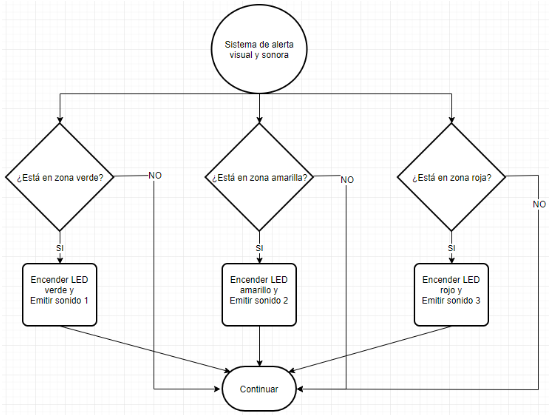 Sistema de alerta
visual y sonora
¿Está en zona verde?
NO
¿Está en zona amarilla?
NO
¿Está en zona roja?
NO
SI
SI
SI
Encender LED
verde y
Emitir sonido 1
Encender LED
amarillo y
Emitir sonido 2
Encender LED
rojo y
Emitir sonido 3
Continuar